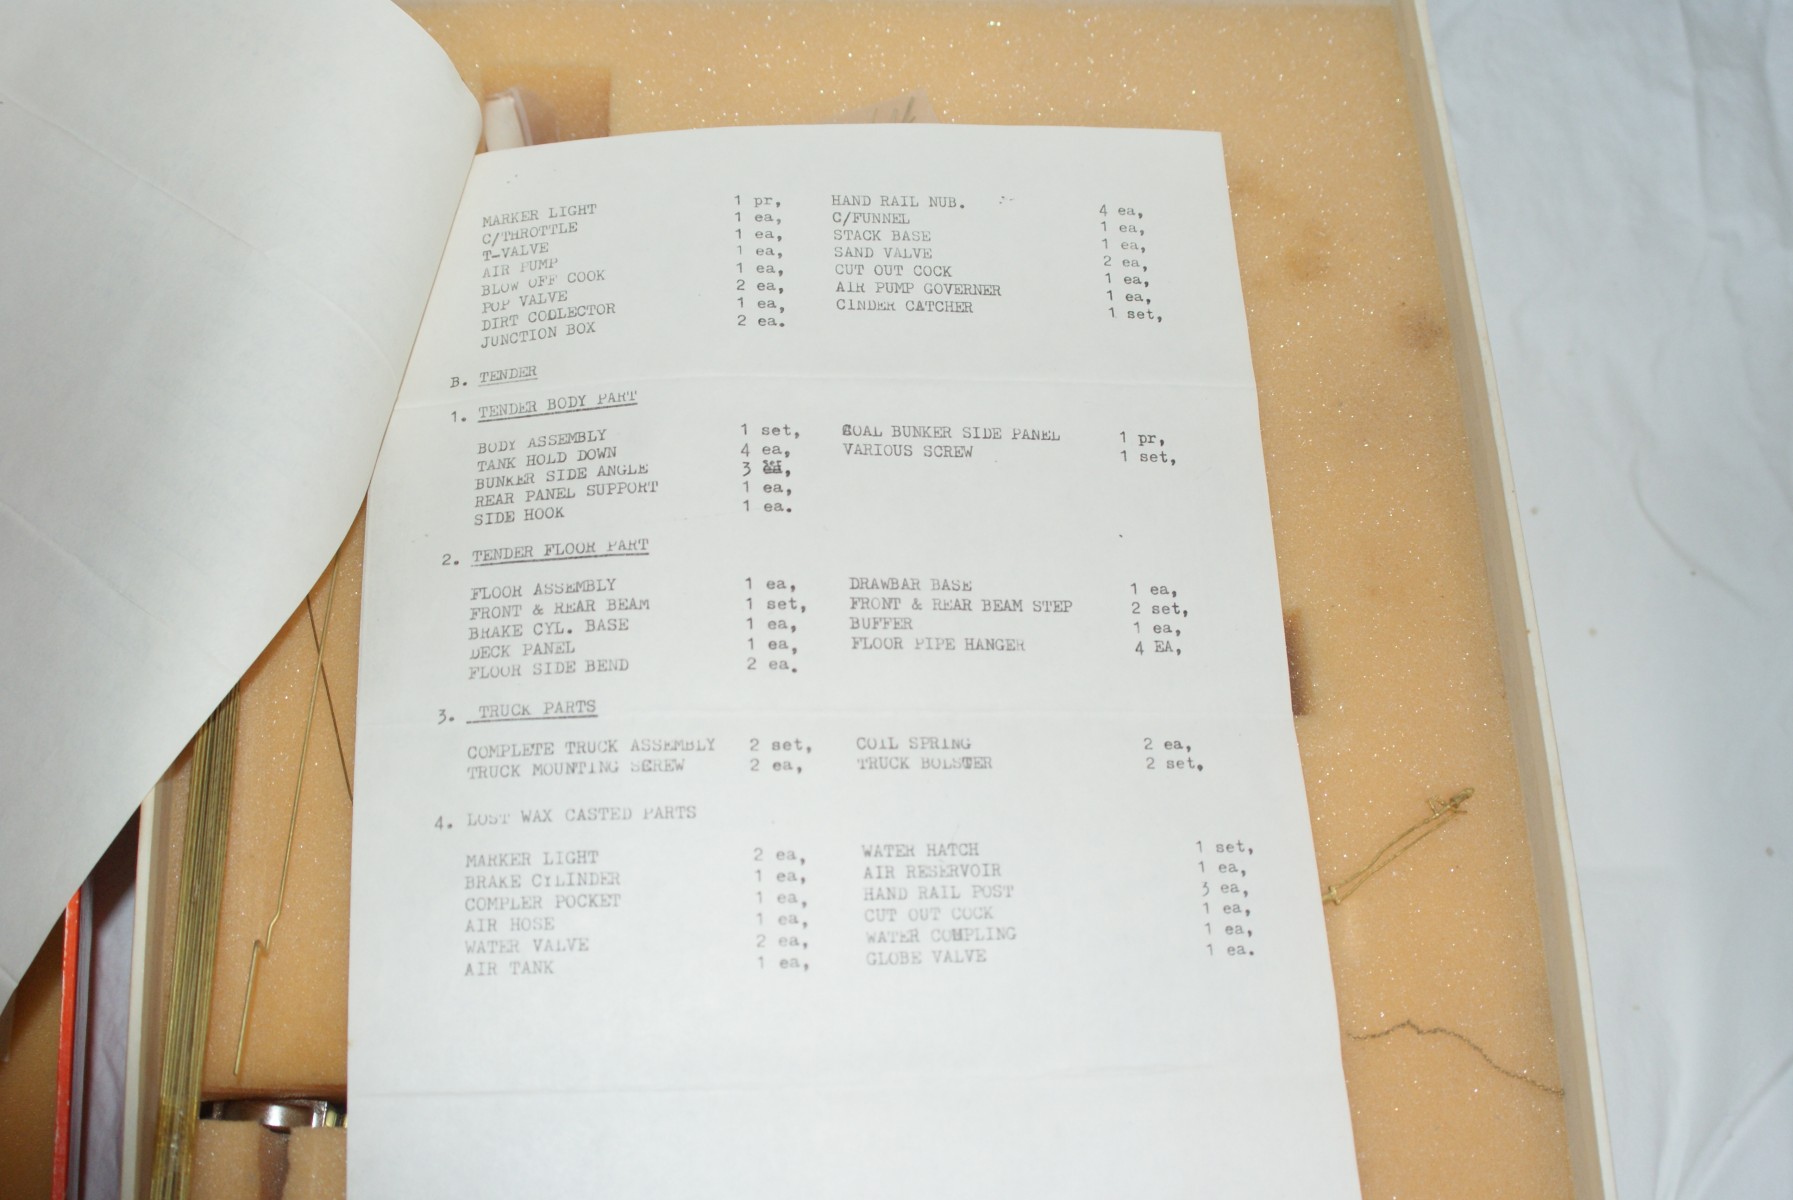 MARKER LIGHT 1 pr, HAND RAIL NUB. 4 ea,
C/THROTTLE 1 ea, C/FUNNEL 1 ea,
T-VALVE 1 ea, STACK BASE 1 ea,
AIR PUMP 1 ea, SAND VALVE 2 ea,
BLOW OFF COOK 1 ea, CUT OUT COCK 1 ea,
POP VALVE 2 ea, AIR PUMP GOVERNER 1 ea,
DIRT CODLECTOR 1 ea, CINDER CATCHER 1 set,
JUNCTION BOX 2 ea.
B. TENDER
1. TENDER BODY PART
BODY ASSEMBLY 1 set, COAL BUNKER SIDE PANEL 1 pr,
TANK HOLD DOWN 4 ea, VARIOUS SCREW 1 set,
BUNKER SIDE ANGLE 3 ea,
REAR PANEL SUPPORT 1 ea,
SIDE HOOK 1 ea.
2. TENDER FLOOR PART
FLOOR ASSEMBLY 1 ea, DRAWBAR BASE 1 ea,
FRONT & REAR BEAM 1 set, FRONT & REAR BEAM STEP 2 set,
BRAKE CYL. BASE 1 ea, BUFFER 1 ea,
DECK PANEL 1 ea, FLOOR PIPE HANGER 4 EA,
FLOOR SIDE BEND 2 ea.
3. TRUCK PARTS
COMPLETE TRUCK ASSEMBLY 2 set, COIL SPRING 2 ea,
TRUCK MOUNTING SCREW 2 ea, TRUCK BOLSTER 2 set,
4. LOST WAX CASTED PARTS
MARKER LIGHT 2 ea, WATER HATCH 1 set,
BRAKE CYLINDER 1 ea, AIR RESERVOIR 1 ea,
COMPLER POCKET 1 ea, HAND RAIL POST 3 ea,
AIR HOSE 1 ea, CUT OUT COCK 1 ea,
WATER VALVE 2 ea, WATER COUPLING 1 ea,
AIR TANK 1 ea, GLOBE VALVE 1 ea.